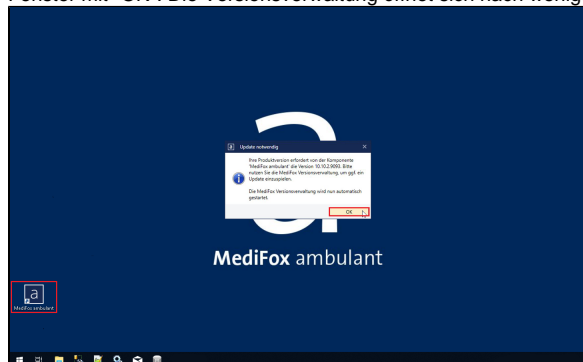 Fenster mit "OK". Die Versionsverwaltung öffnet sich nach wenig
Update notwendig
Ihre Produktversion erfordert von der Komponente
'MediFox ambulant' die Version 10.10.2.9093. Bitte
nutzen Sie die MediFox Versionsverwaltung, um ggf. ein
Update einzuspielen.
Die MediFox Versionsverwaltung wird nun automatisch
gestartet.
OK
MediFox ambulant
a
MediFox ambulant